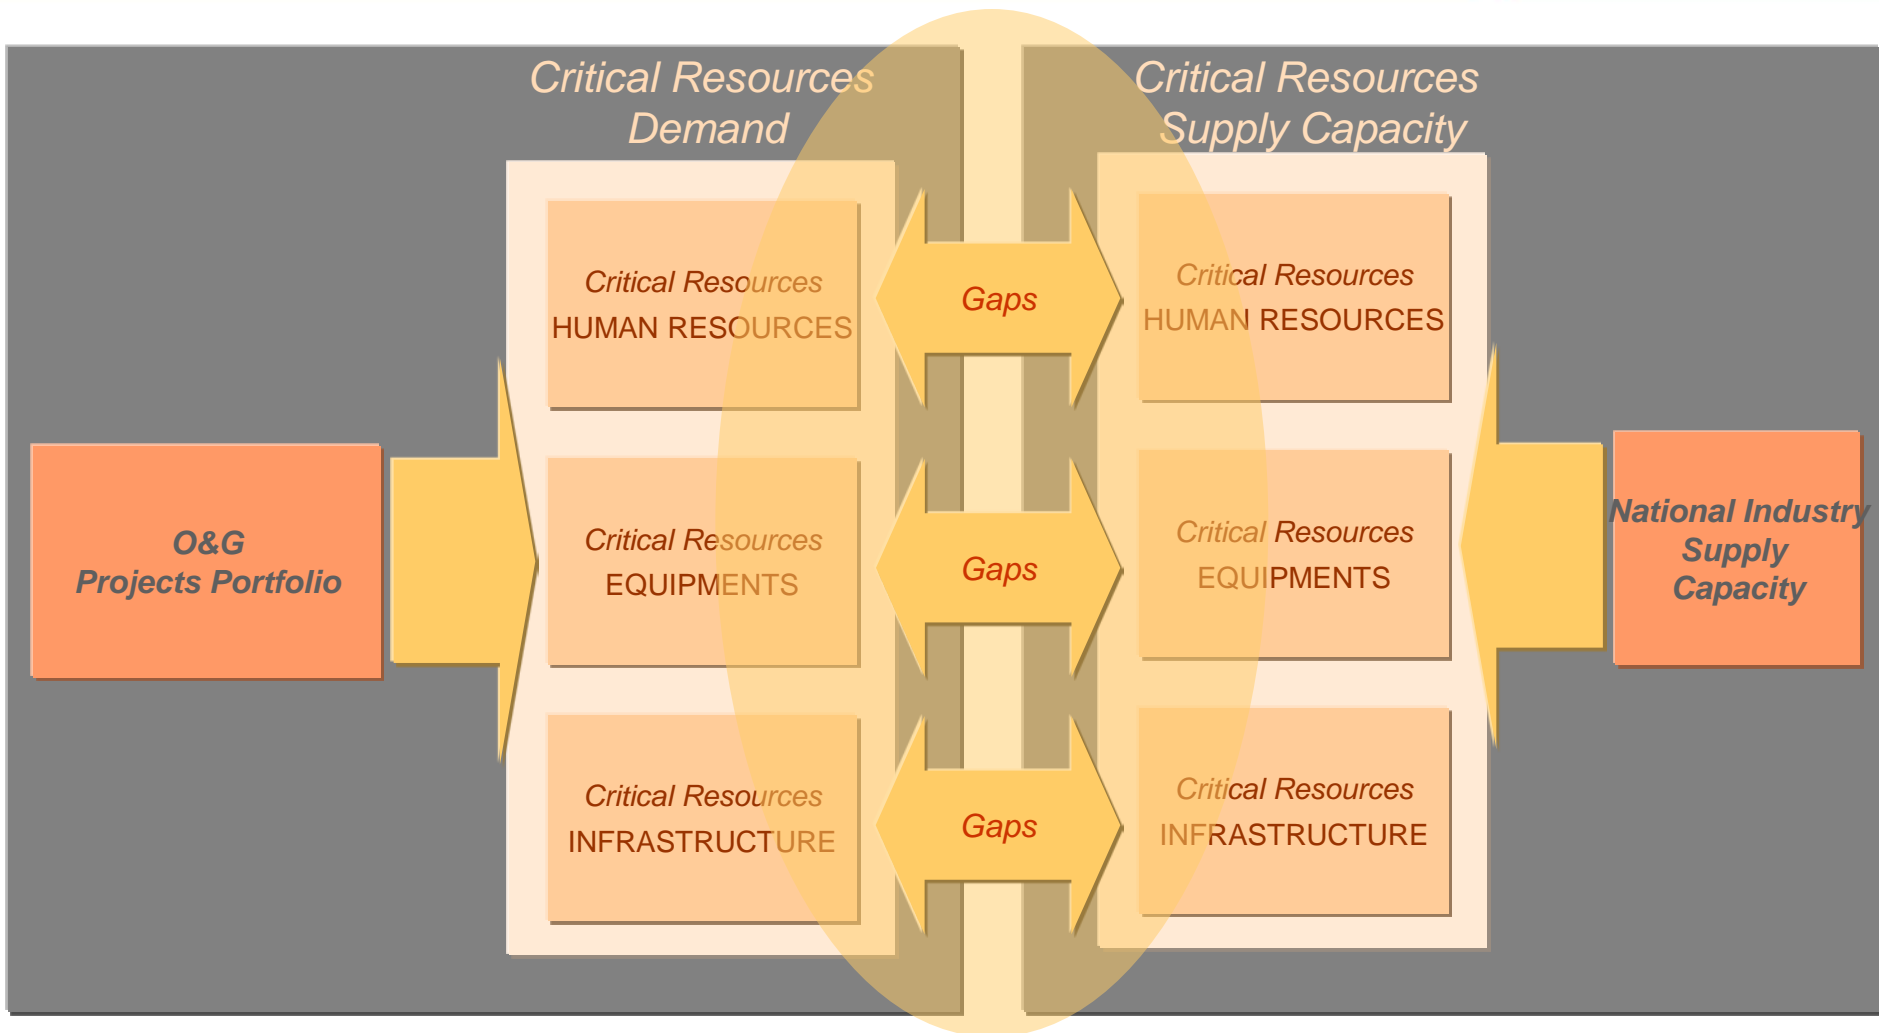 Critical Resources
Demand
Critical Resources
Supply Capacity
Critical Resources
HUMAN RESOURCES
Gaps
Critical Resources
HUMAN RESOURCES
O&G
Projects Portfolio
Critical Resources
EQUIPMENTS
Gaps
Critical Resources
EQUIPMENTS
National Industry
Supply
Capacity
Critical Resources
INFRASTRUCTURE
Gaps
Critical Resources
INFRASTRUCTURE